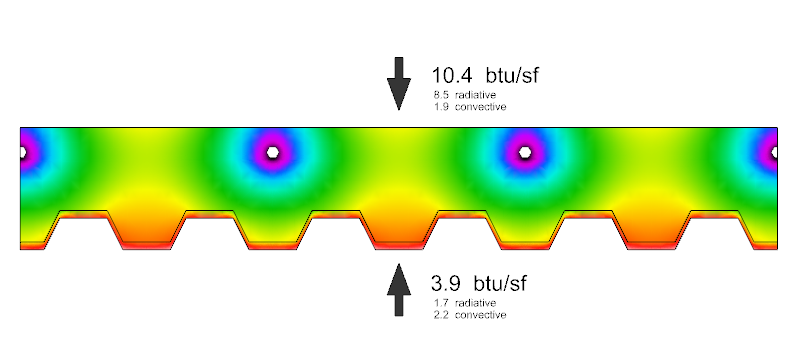 10.4 btu/sf
8.5 radiative
1.9 convective
3.9 btu/sf
1.7 radiative
2.2 convective